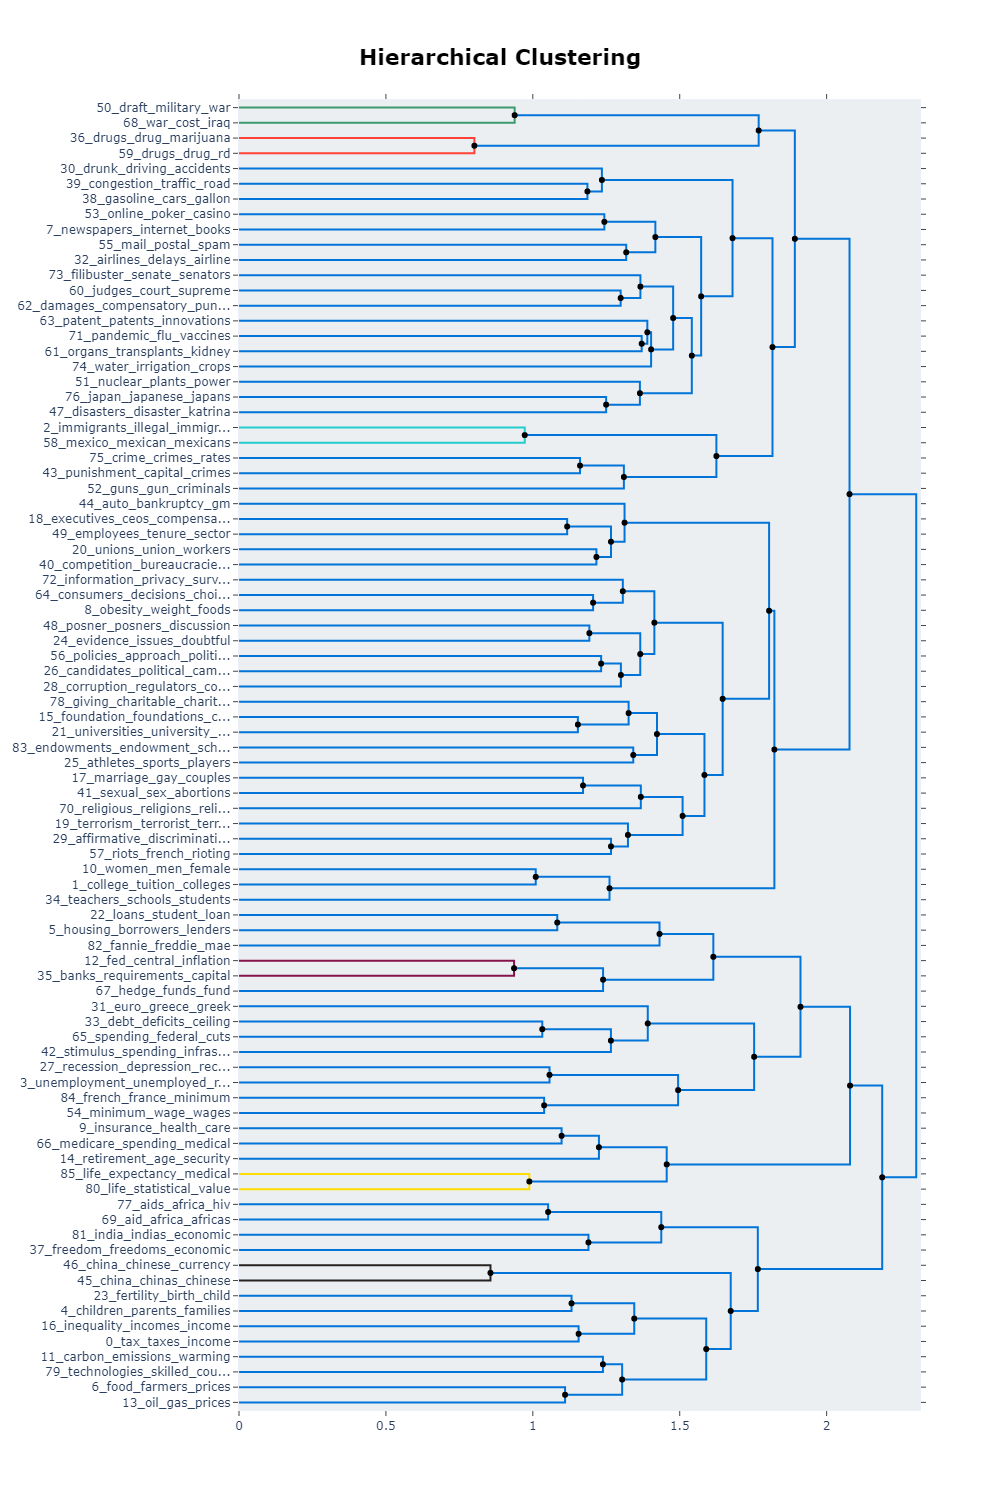 Hierarchical Clustering
50_draft_military_war
68_war_cost_iraq
36_drugs_drug_marijuana
59_drugs_drug_rd
30_drunk_driving_accidents
39_congestion_traffic_road
38_gasoline_cars_gallon
53_online_poker_casino
7_newspapers_internet_books
55_mail_postal_spam
32_airlines_delays_airline
73_filibuster_senate_senators
60_judges_court_supreme
62_damages_compensatory_pun...
63_patent_patents_innovations
71_pandemic_flu_vaccines
61_organs_transplants_kidney
74_water_irrigation_crops
51_nuclear_plants_power
76_japan_japanese_japans
47_disasters_disaster_katrina
2_immigrants_illegal_immigr...
58_mexico_mexican_mexicans
75_crime_crimes_rates
43_punishment_capital_crimes
52_guns_gun_criminals
44_auto_bankruptcy_gm
18_executives_ceos_compensa...
49_employees_tenure_sector
20_unions_union_workers
40_competition_bureaucracie...
72_information_privacy_surv...
64_consumers_decisions_choi...
8_obesity_weight_foods
48_posner_posners_discussion
24_evidence_issues_doubtful
56_policies_approach_politi...
26_candidates_political_cam...
28_corruption_regulators_co...
78_giving_charitable_charit...
15_foundation_foundations_c...
21_universities_university_...
83_endowments_endowment_sch...
25_athletes_sports_players
17_marriage_gay_couples
41_sexual_sex_abortions
70_religious_religions_reli...
19_terrorism_terrorist_terr...
29_affirmative_discriminati...
57_riots_french_rioting
10_women_men_female
1_college_tuition_colleges
34_teachers_schools_students
22_loans_student_loan
5_housing_borrowers_lenders
82_fannie_freddie_mae
12_fed_central_inflation
35_banks_requirements_capital
67_hedge_funds_fund
31_euro_greece_greek
33_debt_deficits_ceiling
65_spending_federal_cuts
42_stimulus_spending_infras...
27_recession_depression_rec...
3_unemployment_unemployed_r...
84_french_france_minimum
54_minimum_wage_wages
9_insurance_health_care
66_medicare_spending_medical
14_retirement_age_security
85_life_expectancy_medical
80_life_statistical_value
77_aids_africa_hiv
69_aid_africa_africas
81_india_indias_economic
37_freedom_freedoms_economic
46_china_chinese_currency
45_china_chinas_chinese
23_fertility_birth_child
4_children_parents_families
16_inequality_incomes_income
0_tax_taxes_income
11_carbon_emissions_warming
79_technologies_skilled_cou...
6_food_farmers_prices
13_oil_gas_prices
0 0.5 1 1.5 2